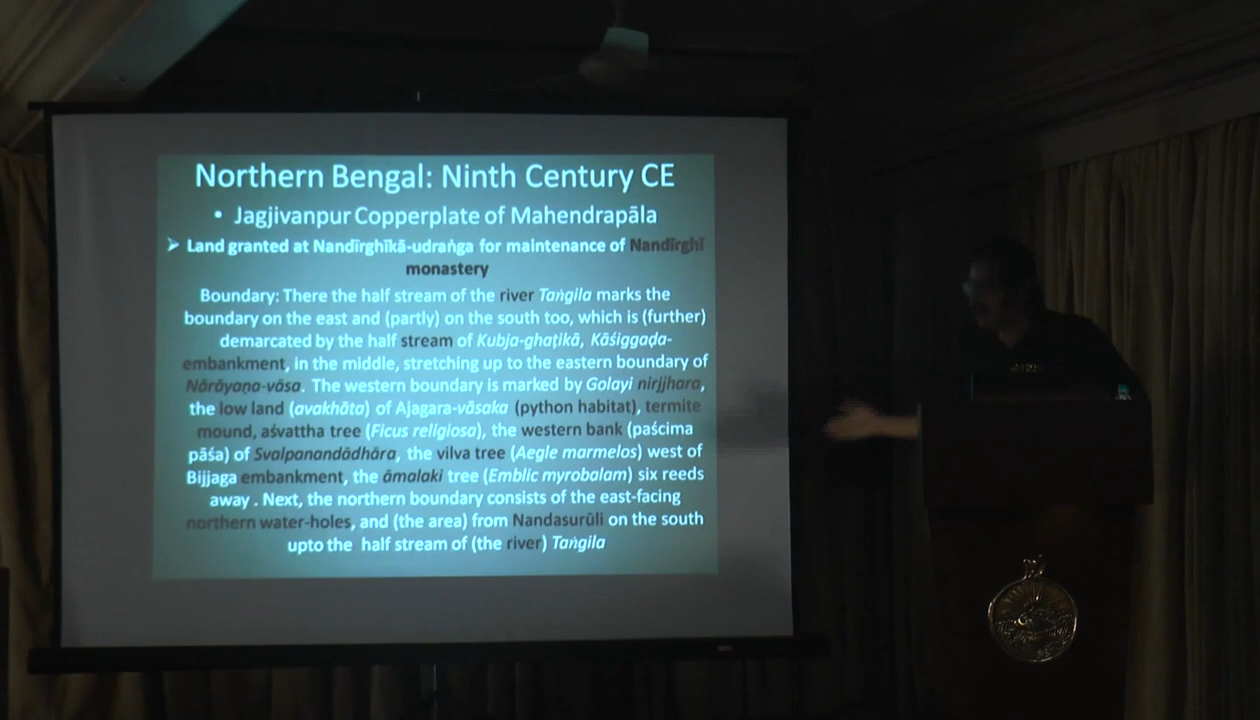 Northern Bengal: Ninth Century CE
• Jagjivanpur Copperplate of Mahendrapāla
➢ Land granted at Nandīrghīkā-udraṅga for maintenance of Nandīrghī
monastery
Boundary: There the half stream of the river Taṅgila marks the
boundary on the east and (partly) on the south too, which is (further)
demarcated by the half stream of Kubja-ghaṭikā, Kāśiggaḍa-
embankment, in the middle, stretching up to the eastern boundary of
Nārāyaṇa-vāsa. The western boundary is marked by Golayi nirjjhara,
the low land (avakhāta) of Ajagara-vāsaka (python habitat), termite
mound, aśvattha tree (Ficus religiosa), the western bank (paścima
pāśa) of Svalpanandādhāra, the vilva tree (Aegle marmelos) west of
Bijjaga embankment, the āmalaki tree (Emblic myrobalam) six reeds
away . Next, the northern boundary consists of the east-facing
northern water-holes, and (the area) from Nandasurūli on the south
upto the half stream of (the river) Taṅgila